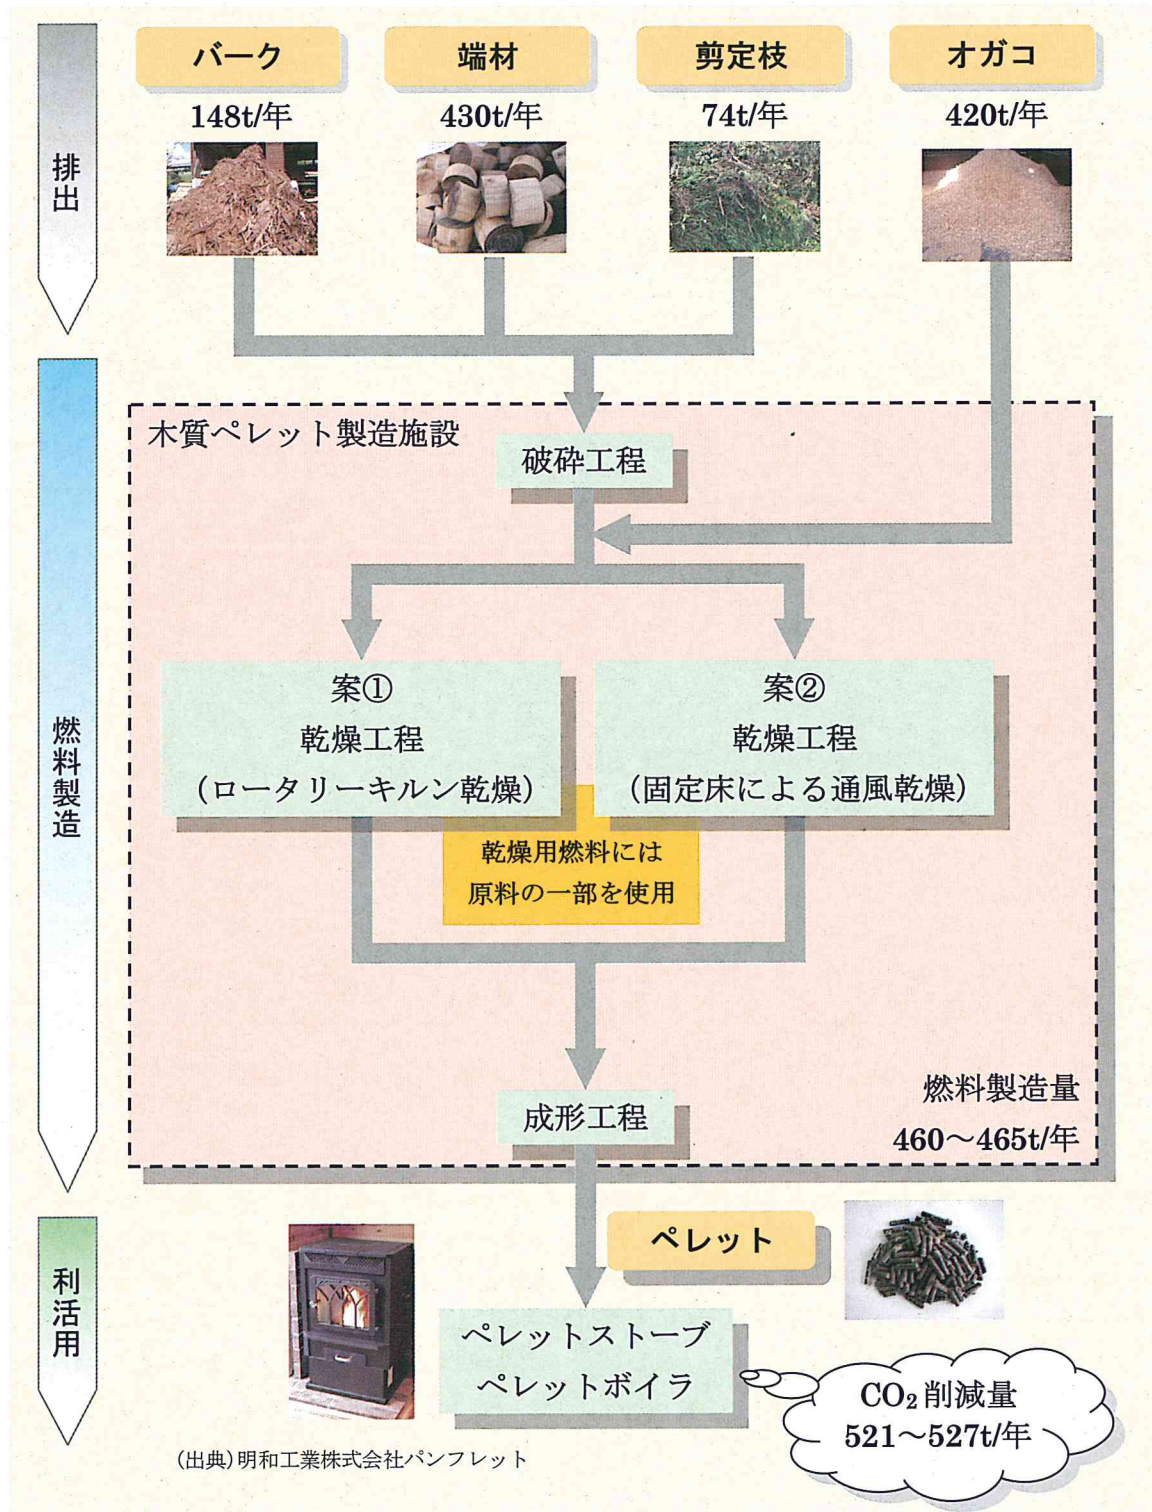 排出
バーク
端材
剪定枝
オガコ
148t/年
430t/年
74t/年
420t/年
燃料製造
木質ペレット製造施設
破砕工程
案①
乾燥工程
(ロータリーキルン乾燥)
案②
乾燥工程
(固定床による通風乾燥)
乾燥用燃料には
原料の一部を使用
成形工程
燃料製造量
460～465t/年
利活用
ペレット
ペレットストーブ
ペレットボイラ
CO₂削減量
521～527t/年
(出典)明和工業株式会社パンフレット